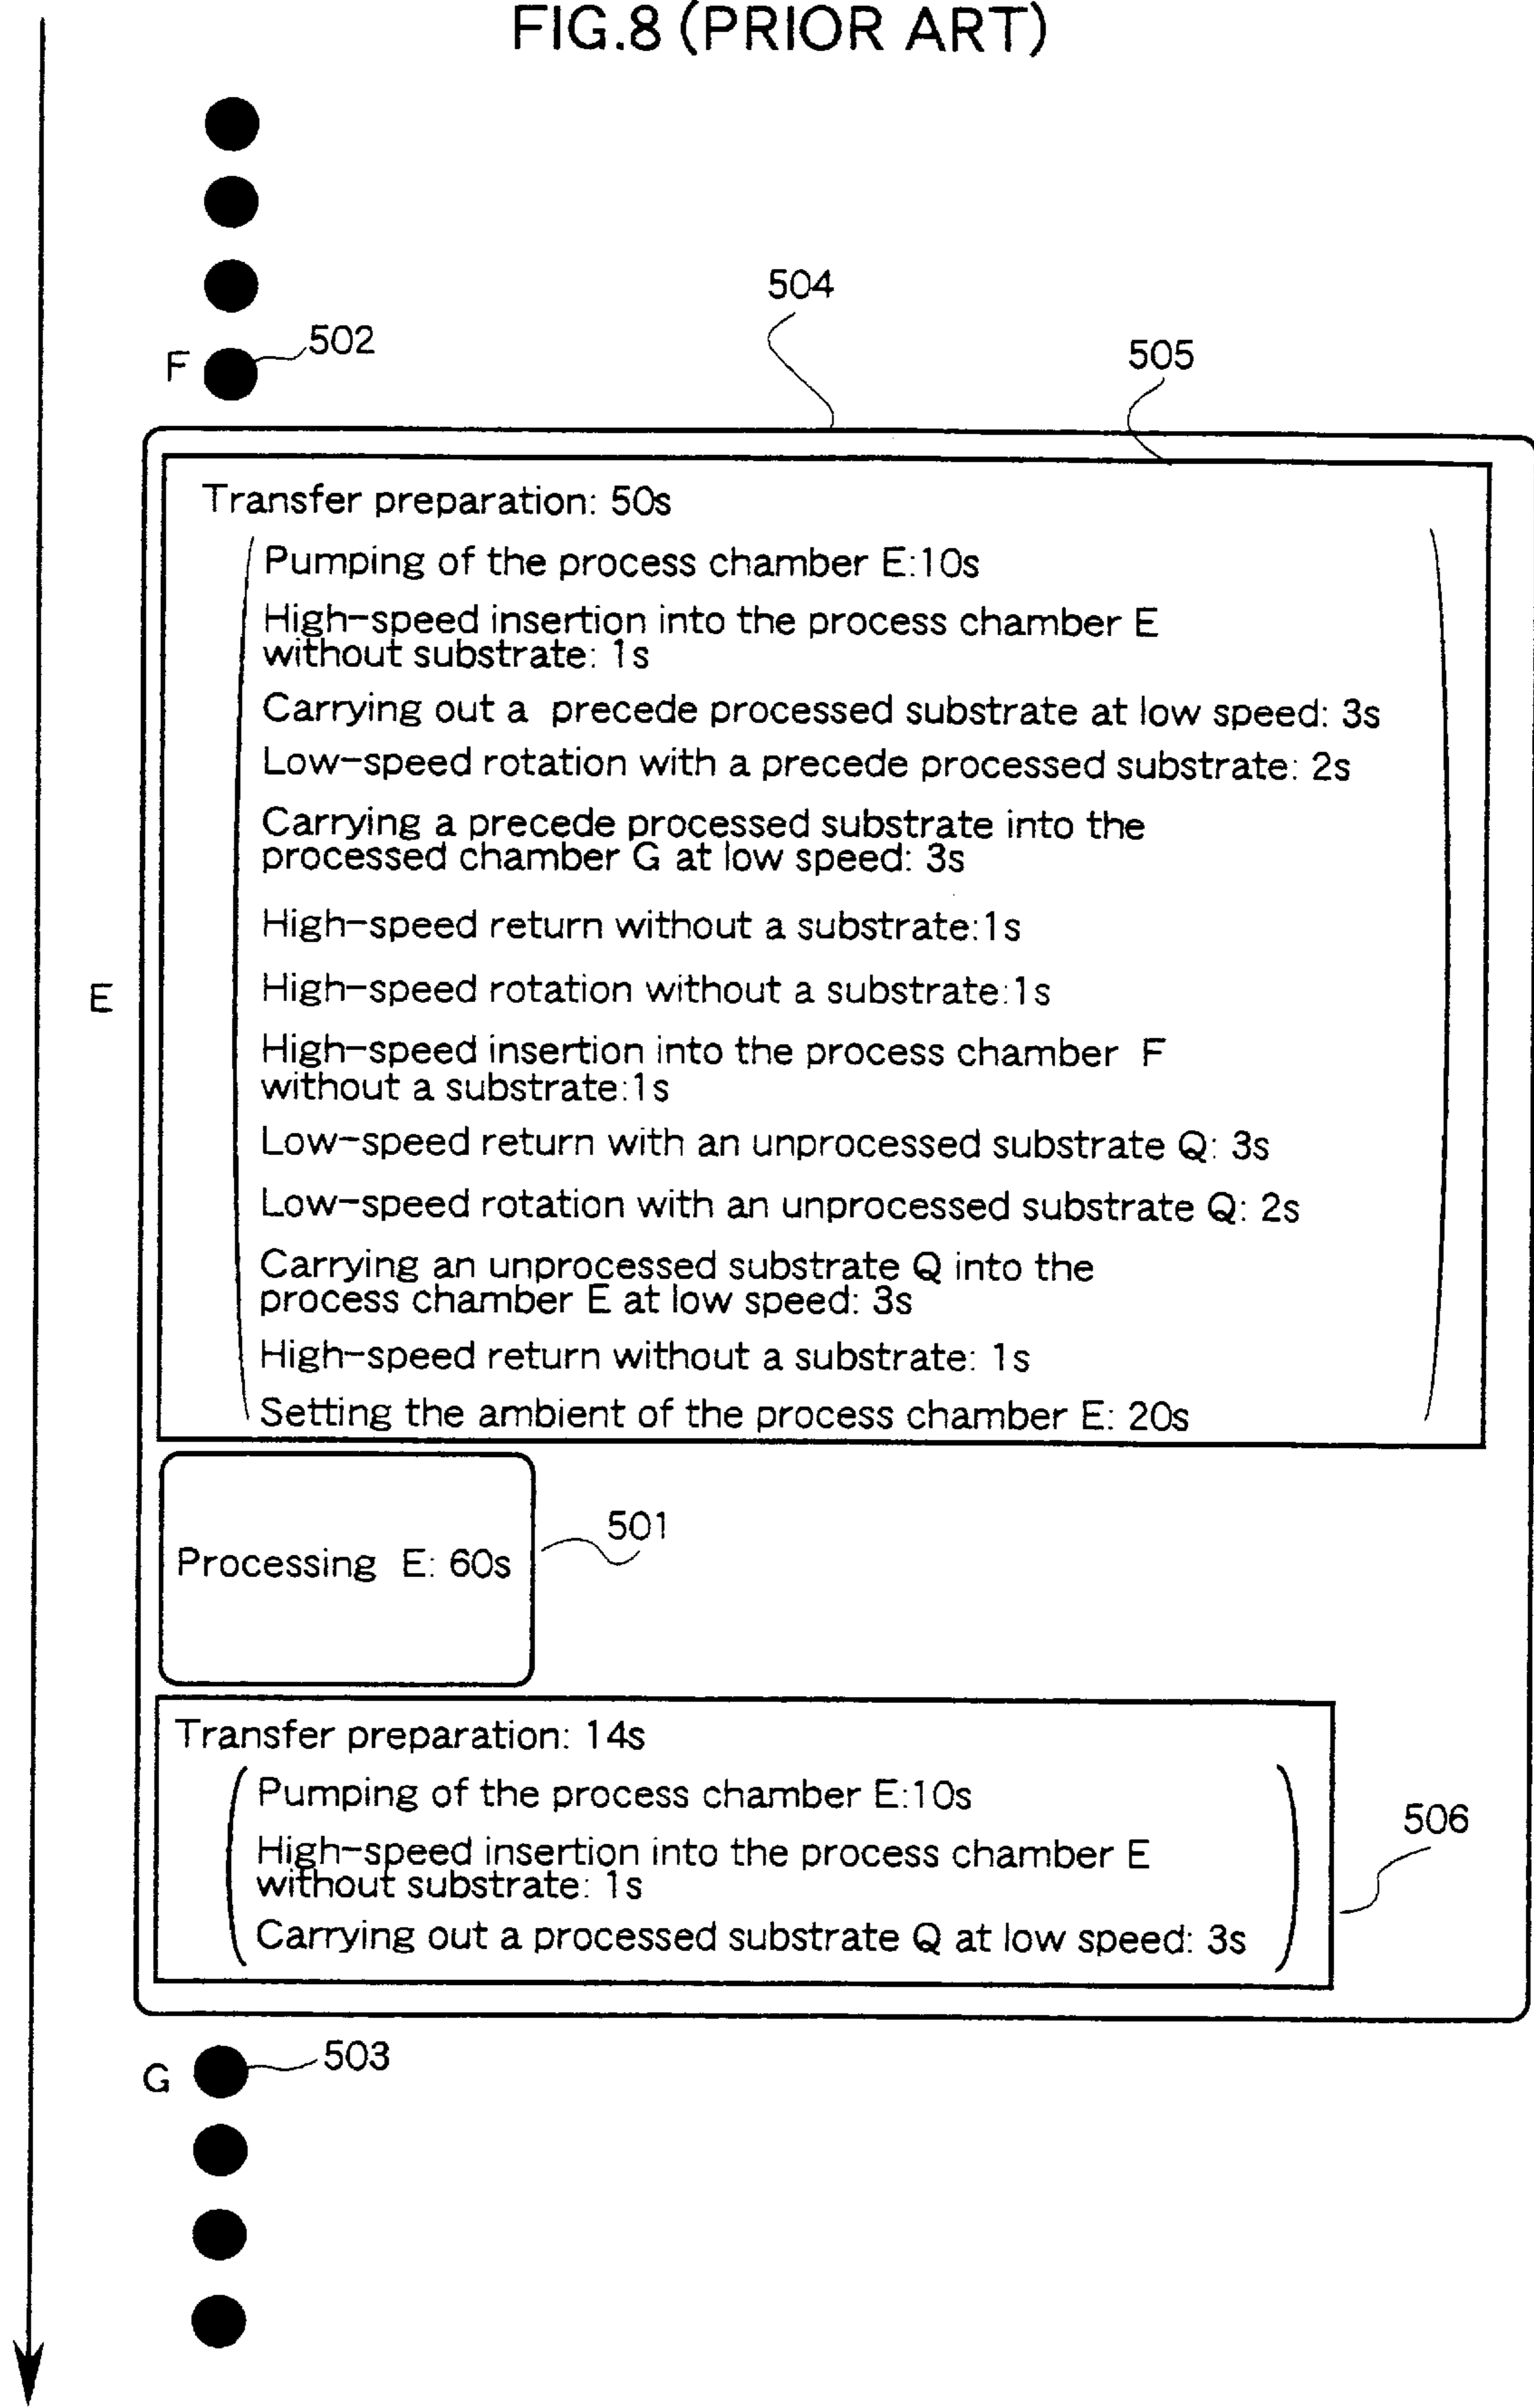 FIG.8 (PRIOR ART)
504
502
F
505
Transfer preparation: 50s
Pumping of the process chamber E:10s
High-speed insertion into the process chamber E
without substrate: 1s
Carrying out a precede processed substrate at low speed: 3s
Low-speed rotation with a precede processed substrate: 2s
Carrying a precede processed substrate into the
processed chamber G at low speed: 3s
High-speed return without a substrate:1s
E
High-speed rotation without a substrate:1s
High-speed insertion into the process chamber F
without a substrate:1s
Low-speed return with an unprocessed substrate Q: 3s
Low-speed rotation with an unprocessed substrate Q: 2s
Carrying an unprocessed substrate Q into the
process chamber E at low speed: 3s
High-speed return without a substrate: 1s
Setting the ambient of the process chamber E: 20s
501
Processing E: 60s
Transfer preparation: 14s
Pumping of the process chamber E:10s
506
High-speed insertion into the process chamber E
without substrate: 1s
Carrying out a processed substrate Q at low speed: 3s
503
G